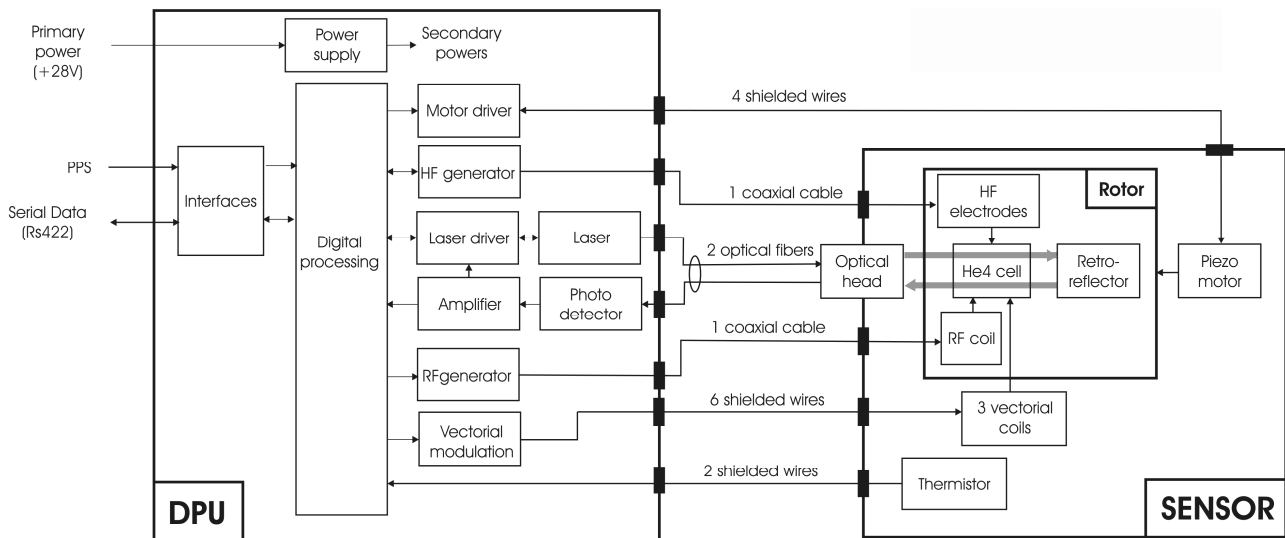 Primary
power
(+28V)
Power
supply
Secondary
powers
PPS
Serial Data
(Rs422)
Interfaces
Digital
processing
Motor driver
HF generator
Laser driver
Laser
Amplifier
Photo
detector
RFgenerator
Vectorial
modulation
DPU
4 shielded wires
1 coaxial cable
2 optical fibers
1 coaxial cable
6 shielded wires
2 shielded wires
Optical
head
HF
electrodes
Rotor
He4 cell
Retro-
reflector
RF coil
Piezo
motor
3 vectorial
coils
Thermistor
SENSOR